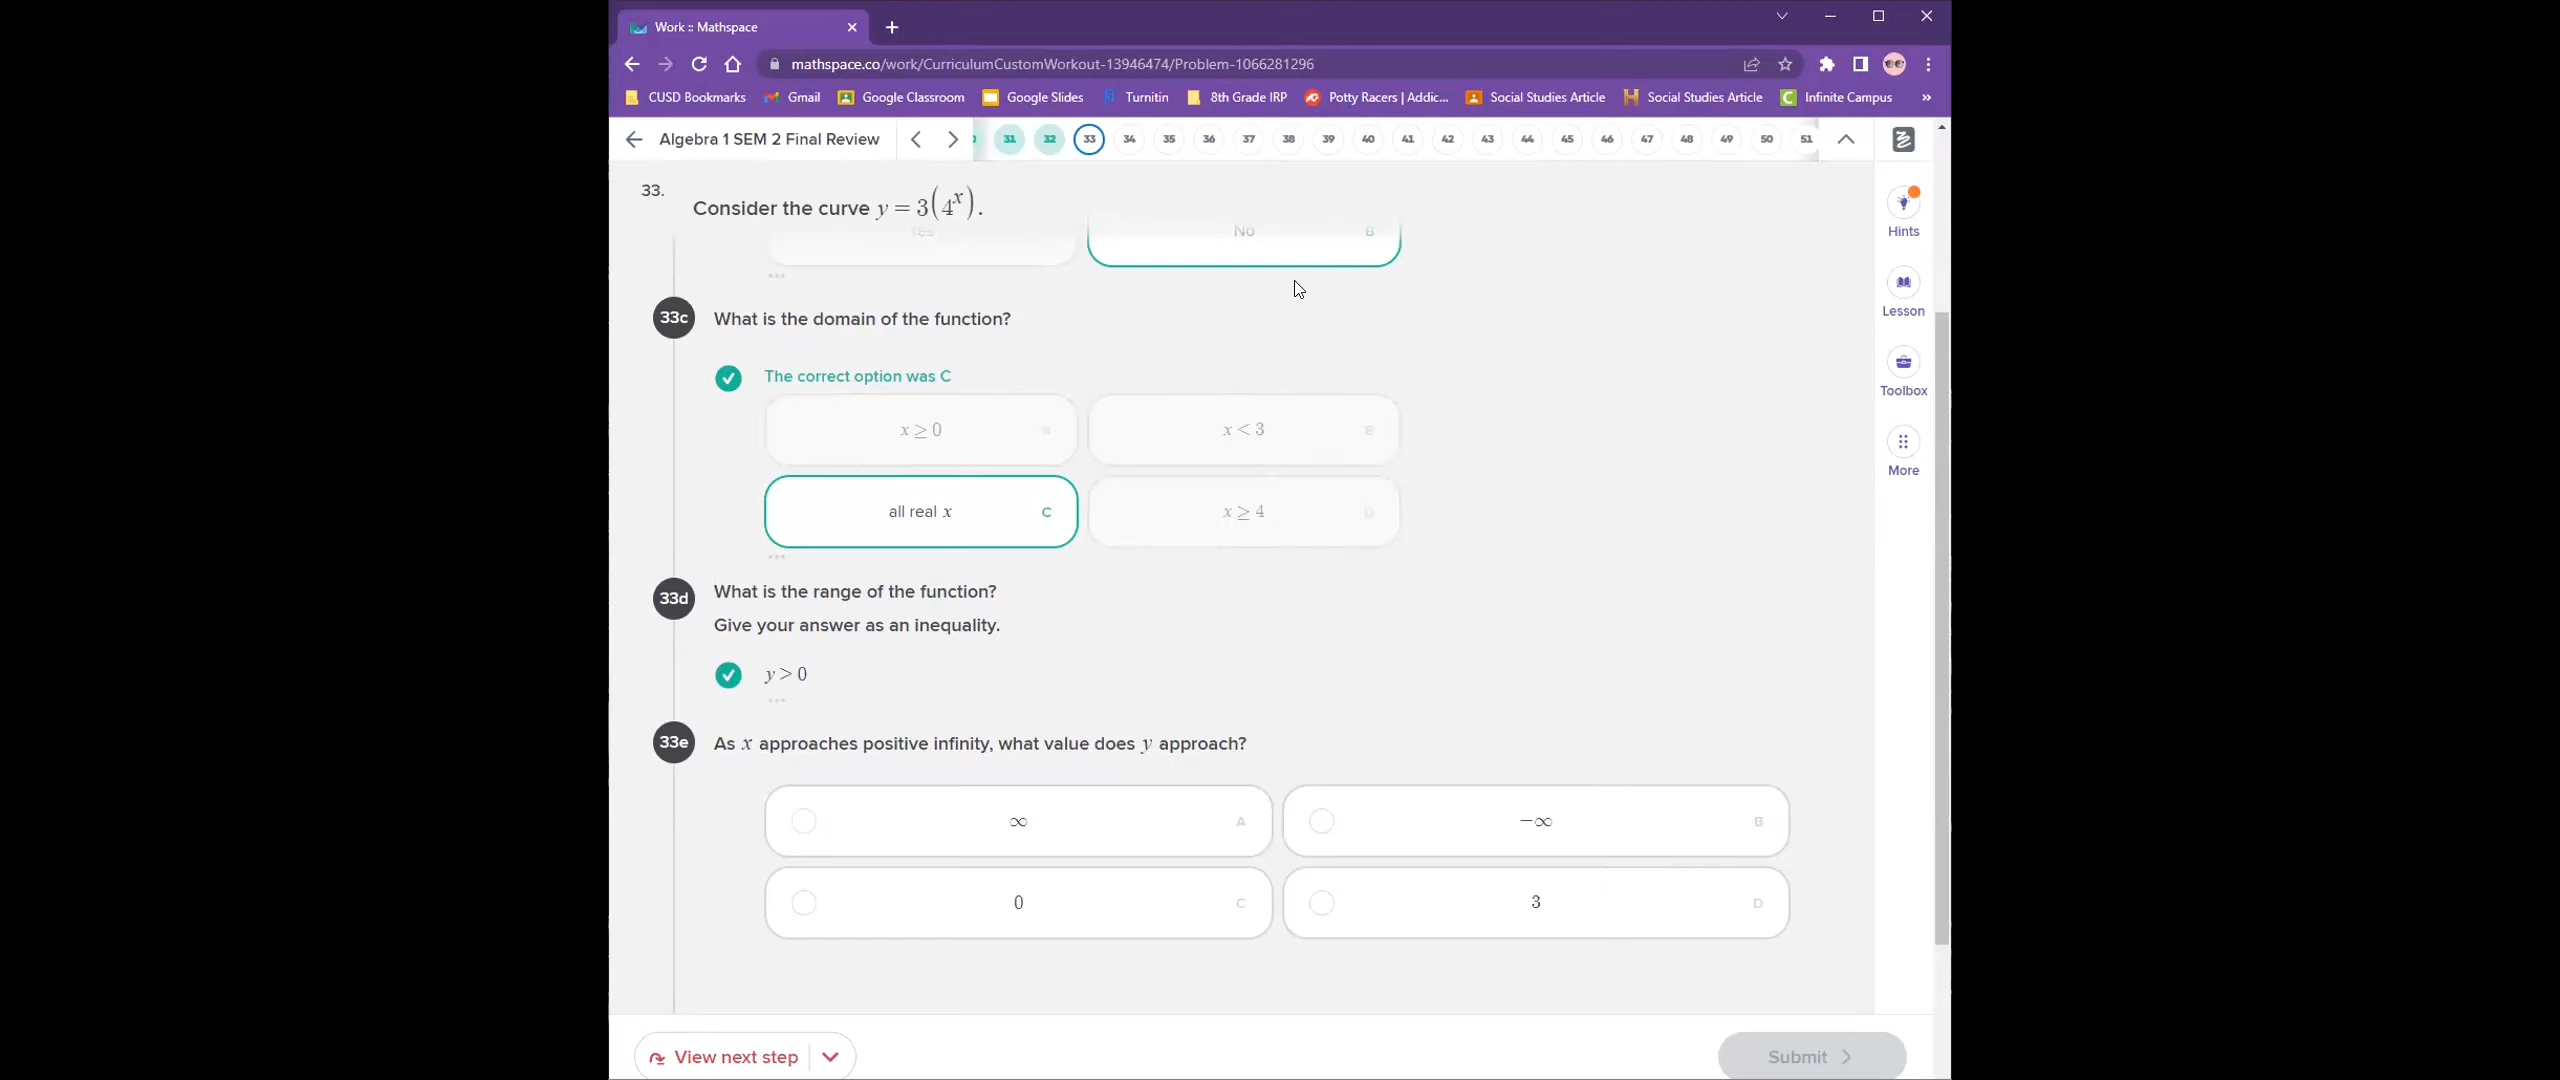 Work :: Mathspace
mathspace.co/work/CurriculumCustomWorkout-13946474/Problem-1066281296
CUSD Bookmarks Gmail Google Classroom Google Slides Turnitin 8th Grade IRP Potty Racers | Addic... Social Studies Article Social Studies Article Infinite Campus »
Algebra 1 SEM 2 Final Review 31 32 33 34 35 36 37 38 39 40 41 42 43 44 45 46 47 48 49 50 51
33. Consider the curve y = 3(4^x).
Yes No B
33c What is the domain of the function?
The correct option was C
x ≥ 0 A x < 3 B
all real x C x ≥ 4 D
33d What is the range of the function?
Give your answer as an inequality.
y > 0
33e As x approaches positive infinity, what value does y approach?
∞ A −∞ B
0 C 3 D
View next step Submit
Hints
Lesson
Toolbox
More